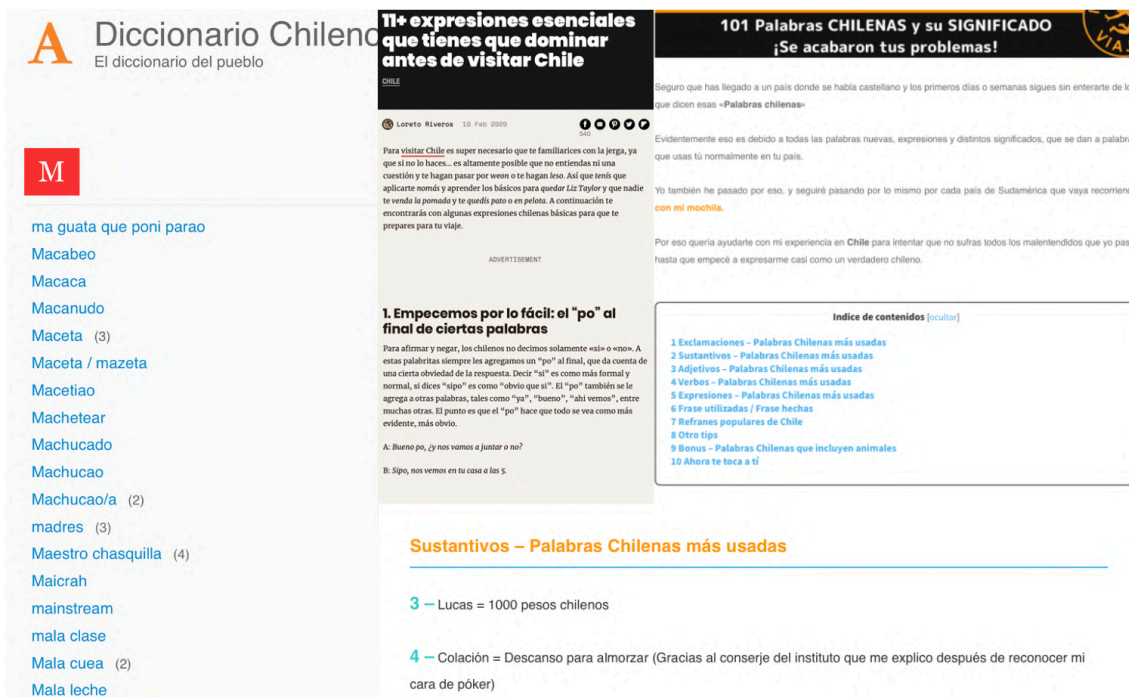 A
Diccionario Chileno
El diccionario del pueblo
M
ma guata que poni parao
Macabeo
Macaca
Macanudo
Maceta (3)
Maceta / mazeta
Macetiao
Machetear
Machucado
Machucao
Machucao/a (2)
madres (3)
Maestro chasquilla (4)
Maicrah
mainstream
mala clase
Mala cuea (2)
Mala leche
11+ expresiones esenciales
que tienes que dominar
antes de visitar Chile
CHILE
Loreto Riveros 10 Feb 2020
540
Para visitar Chile es super necesario que te familiarices con la jerga, ya
que si no lo haces... es altamente posible que no entiendas ni una
cuestión y te hagan pasar por weon o te hagan leso. Así que tenís que
aplicarte nomás y aprender los básicos para quedar Liz Taylor y que nadie
te venda la pomada y te quedís pato o en pelota. A continuación te
encontrarás con algunas expresiones chilenas básicas para que te
prepares para tu viaje.
ADVERTISEMENT
1. Empecemos por lo fácil: el "po" al
final de ciertas palabras
Para afirmar y negar, los chilenos no decimos solamente «si» o «no». A
estas palabritas siempre les agregamos un "po" al final, que da cuenta de
una cierta obviedad de la respuesta. Decir "si" es como más formal y
normal, si dices "sipo" es como "obvio que si". El "po" también se le
agrega a otras palabras, tales como "ya", "bueno", "ahi vemos", entre
muchas otras. El punto es que el "po" hace que todo se vea como más
evidente, más obvio.
A: Bueno po, ¿y nos vamos a juntar o no?
B: Sipo, nos vemos en tu casa a las 5.
101 Palabras CHILENAS y su SIGNIFICADO
¡Se acabaron tus problemas!
VIA
Seguro que has llegado a un país donde se habla castellano y los primeros días o semanas sigues sin enterarte de lo
que dicen esas «Palabras chilenas»
Evidentemente eso es debido a todas las palabras nuevas, expresiones y distintos significados, que se dan a palabra
que usas tú normalmente en tu país.
Yo también he pasado por eso, y seguiré pasando por lo mismo por cada país de Sudamérica que vaya recorriend
con mi mochila.
Por eso quería ayudarte con mi experiencia en Chile para intentar que no sufras todos los malentendidos que yo pas
hasta que empecé a expresarme casi como un verdadero chileno.
Indice de contenidos [ocultar]
1 Exclamaciones – Palabras Chilenas más usadas
2 Sustantivos – Palabras Chilenas más usadas
3 Adjetivos – Palabras Chilenas más usadas
4 Verbos – Palabras Chilenas más usadas
5 Expresiones – Palabras Chilenas más usadas
6 Frase utilizadas / Frase hechas
7 Refranes populares de Chile
8 Otro tips
9 Bonus – Palabras Chilenas que incluyen animales
10 Ahora te toca a tí
Sustantivos – Palabras Chilenas más usadas
3 – Lucas = 1000 pesos chilenos
4 – Colación = Descanso para almorzar (Gracias al conserje del instituto que me explico después de reconocer mi
cara de póker)